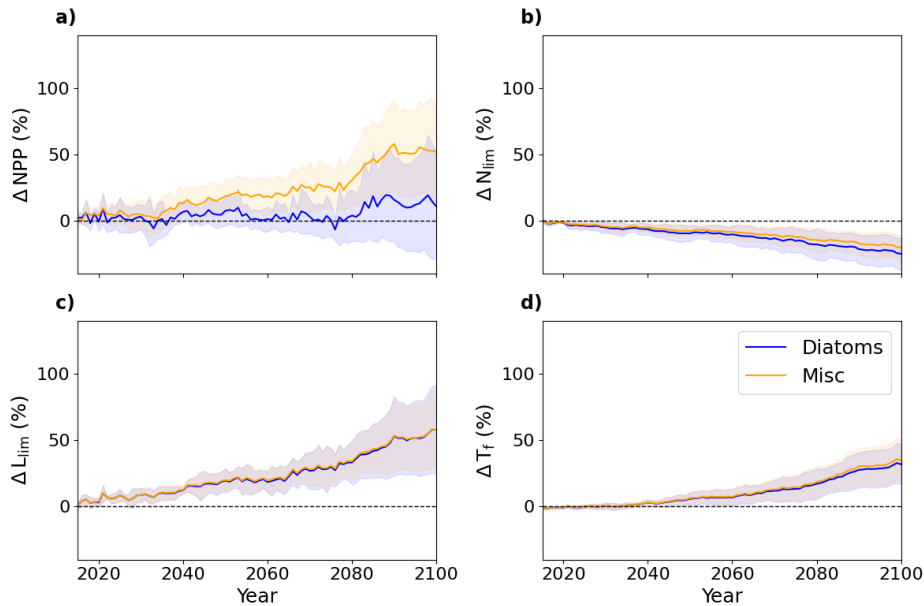 a)
b)
Δ NPP (%)
100
50
0
Δ N_lim (%)
100
50
0
c)
d)
Δ L_lim (%)
100
50
0
2020 2040 2060 2080 2100
Year
Δ T_f (%)
100
50
0
Diatoms
Misc
2020 2040 2060 2080 2100
Year